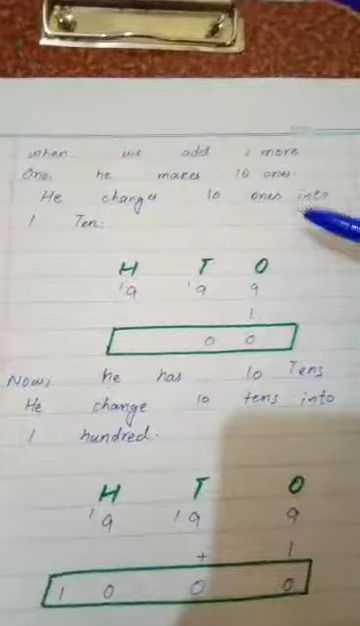 when we add 1 more
One, he makes 10 ones.
He changes 10 ones into
1 Ten.
H T O
1 9 1 9 9
1
0 0
Now, he has 10 Tens
He change 10 tens into
1 hundred.
H T O
1 9 1 9 9
+ 1
1 0 0 0